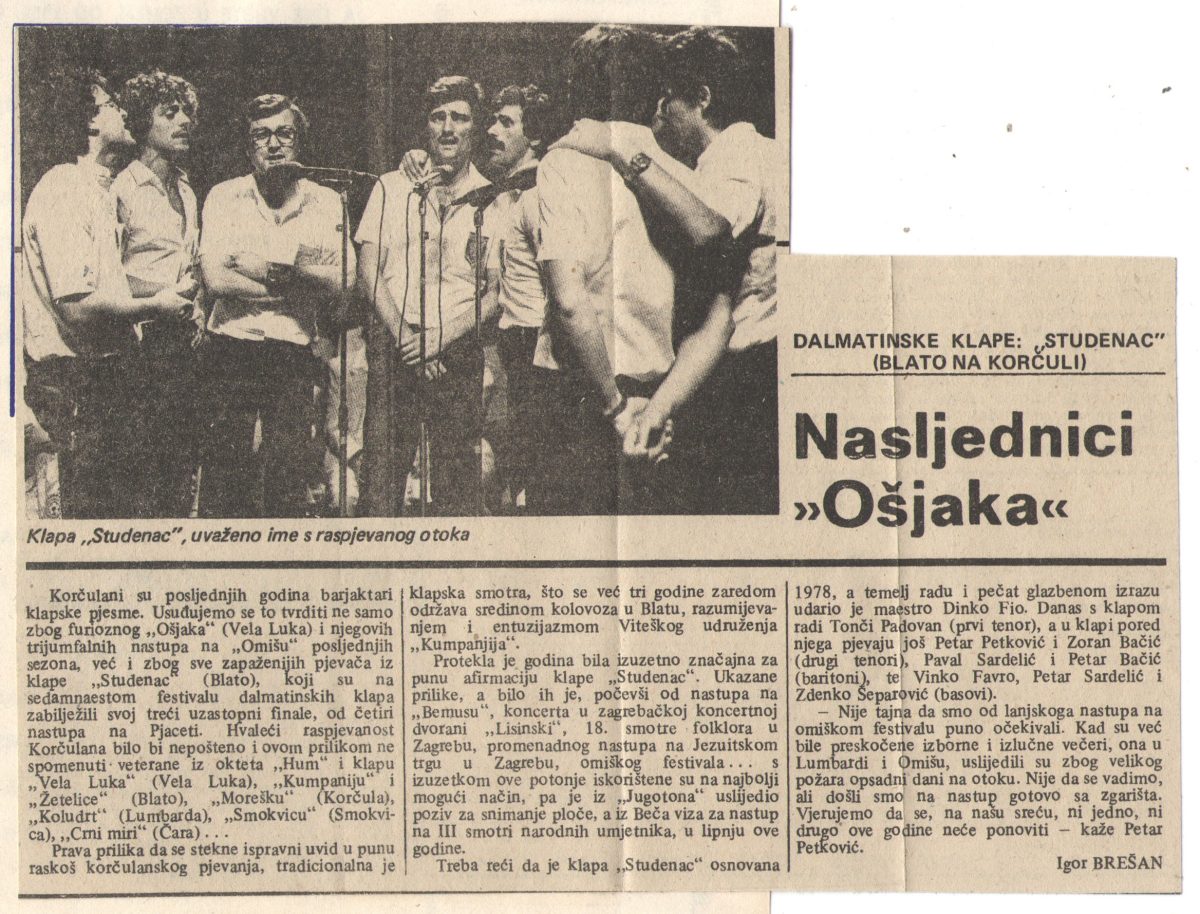 Klapa „Studenac”, uvaženo ime s raspjevanog otoka
DALMATINSKE KLAPE: „STUDENAC”
(BLATO NA KORČULI)
Nasljednici
»Ošjaka«
Korčulani su posljednjih godina barjaktari
klapske pjesme. Usuđujemo se to tvrditi ne samo
zbog furioznog „Ošjaka“ (Vela Luka) i njegovih
trijumfalnih nastupa na „Omišu“ posljednjih
sezona, već i zbog sve zapaženijih pjevača iz
klape „Studenac“ (Blato), koji su na
sedamnaestom festivalu dalmatinskih klapa
zabilježili svoj treći uzastopni finale, od četiri
nastupa na Pjaceti. Hvaleći raspjevanost
Korčulana bilo bi nepošteno i ovom prilikom ne
spomenuti veterane iz okteta „Hum“ i klapu
„Vela Luka“ (Vela Luka), „Kumpaniju“ i
„Žetelice“ (Blato), „Morešku“ (Korčula),
„Koludrt“ (Lumbarda), „Smokvicu“ (Smokvi-
ca), „Crni miri“ (Čara) . . .
Prava prilika da se stekne ispravni uvid u punu
raskoš korčulanskog pjevanja, tradicionalna je
klapska smotra, što se već tri godine zaredom
održava sredinom kolovoza u Blatu, razumijeva-
njem i entuzijazmom Viteškog udruženja
„Kumpanjija“.
Protekla je godina bila izuzetno značajna za
punu afirmaciju klape „Studenac“. Ukazane
prilike, a bilo ih je, počevši od nastupa na
„Bemusu“, koncerta u zagrebačkoj koncertnoj
dvorani „Lisinski“, 18. smotre folklora u
Zagrebu, promenadnog nastupa na Jezuitskom
trgu u Zagrebu, omiškog festivala. . . s
izuzetkom ove potonje iskorištene su na najbolji
mogući način, pa je iz „Jugotona“ uslijedio
poziv za snimanje ploče, a iz Beča viza za nastup
na III smotri narodnih umjetnika, u lipnju ove
godine.
Treba reći da je klapa „Studenac“ osnovana
1978, a temelj radu i pečat glazbenom izrazu
udario je maestro Dinko Fio. Danas s klapom
radi Tonči Padovan (prvi tenor), a u klapi pored
njega pjevaju još Petar Petković i Zoran Bačić
(drugi tenori), Paval Sardelić i Petar Bačić
(baritoni), te Vinko Favro, Petar Sardelić i
Zdenko Šeparović (basovi).
— Nije tajna da smo od lanjskoga nastupa na
omiškom festivalu puno očekivali. Kad su već
bile preskočene izborne i izlučne večeri, ona u
Lumbardi i Omišu, uslijedili su zbog velikog
požara opsadni dani na otoku. Nije da se vadimo,
ali došli smo na nastup gotovo sa zgarišta.
Vjerujemo da se, na našu sreću, ni jedno, ni
drugo ove godine neće ponoviti — kaže Petar
Petković.
Igor BREŠAN